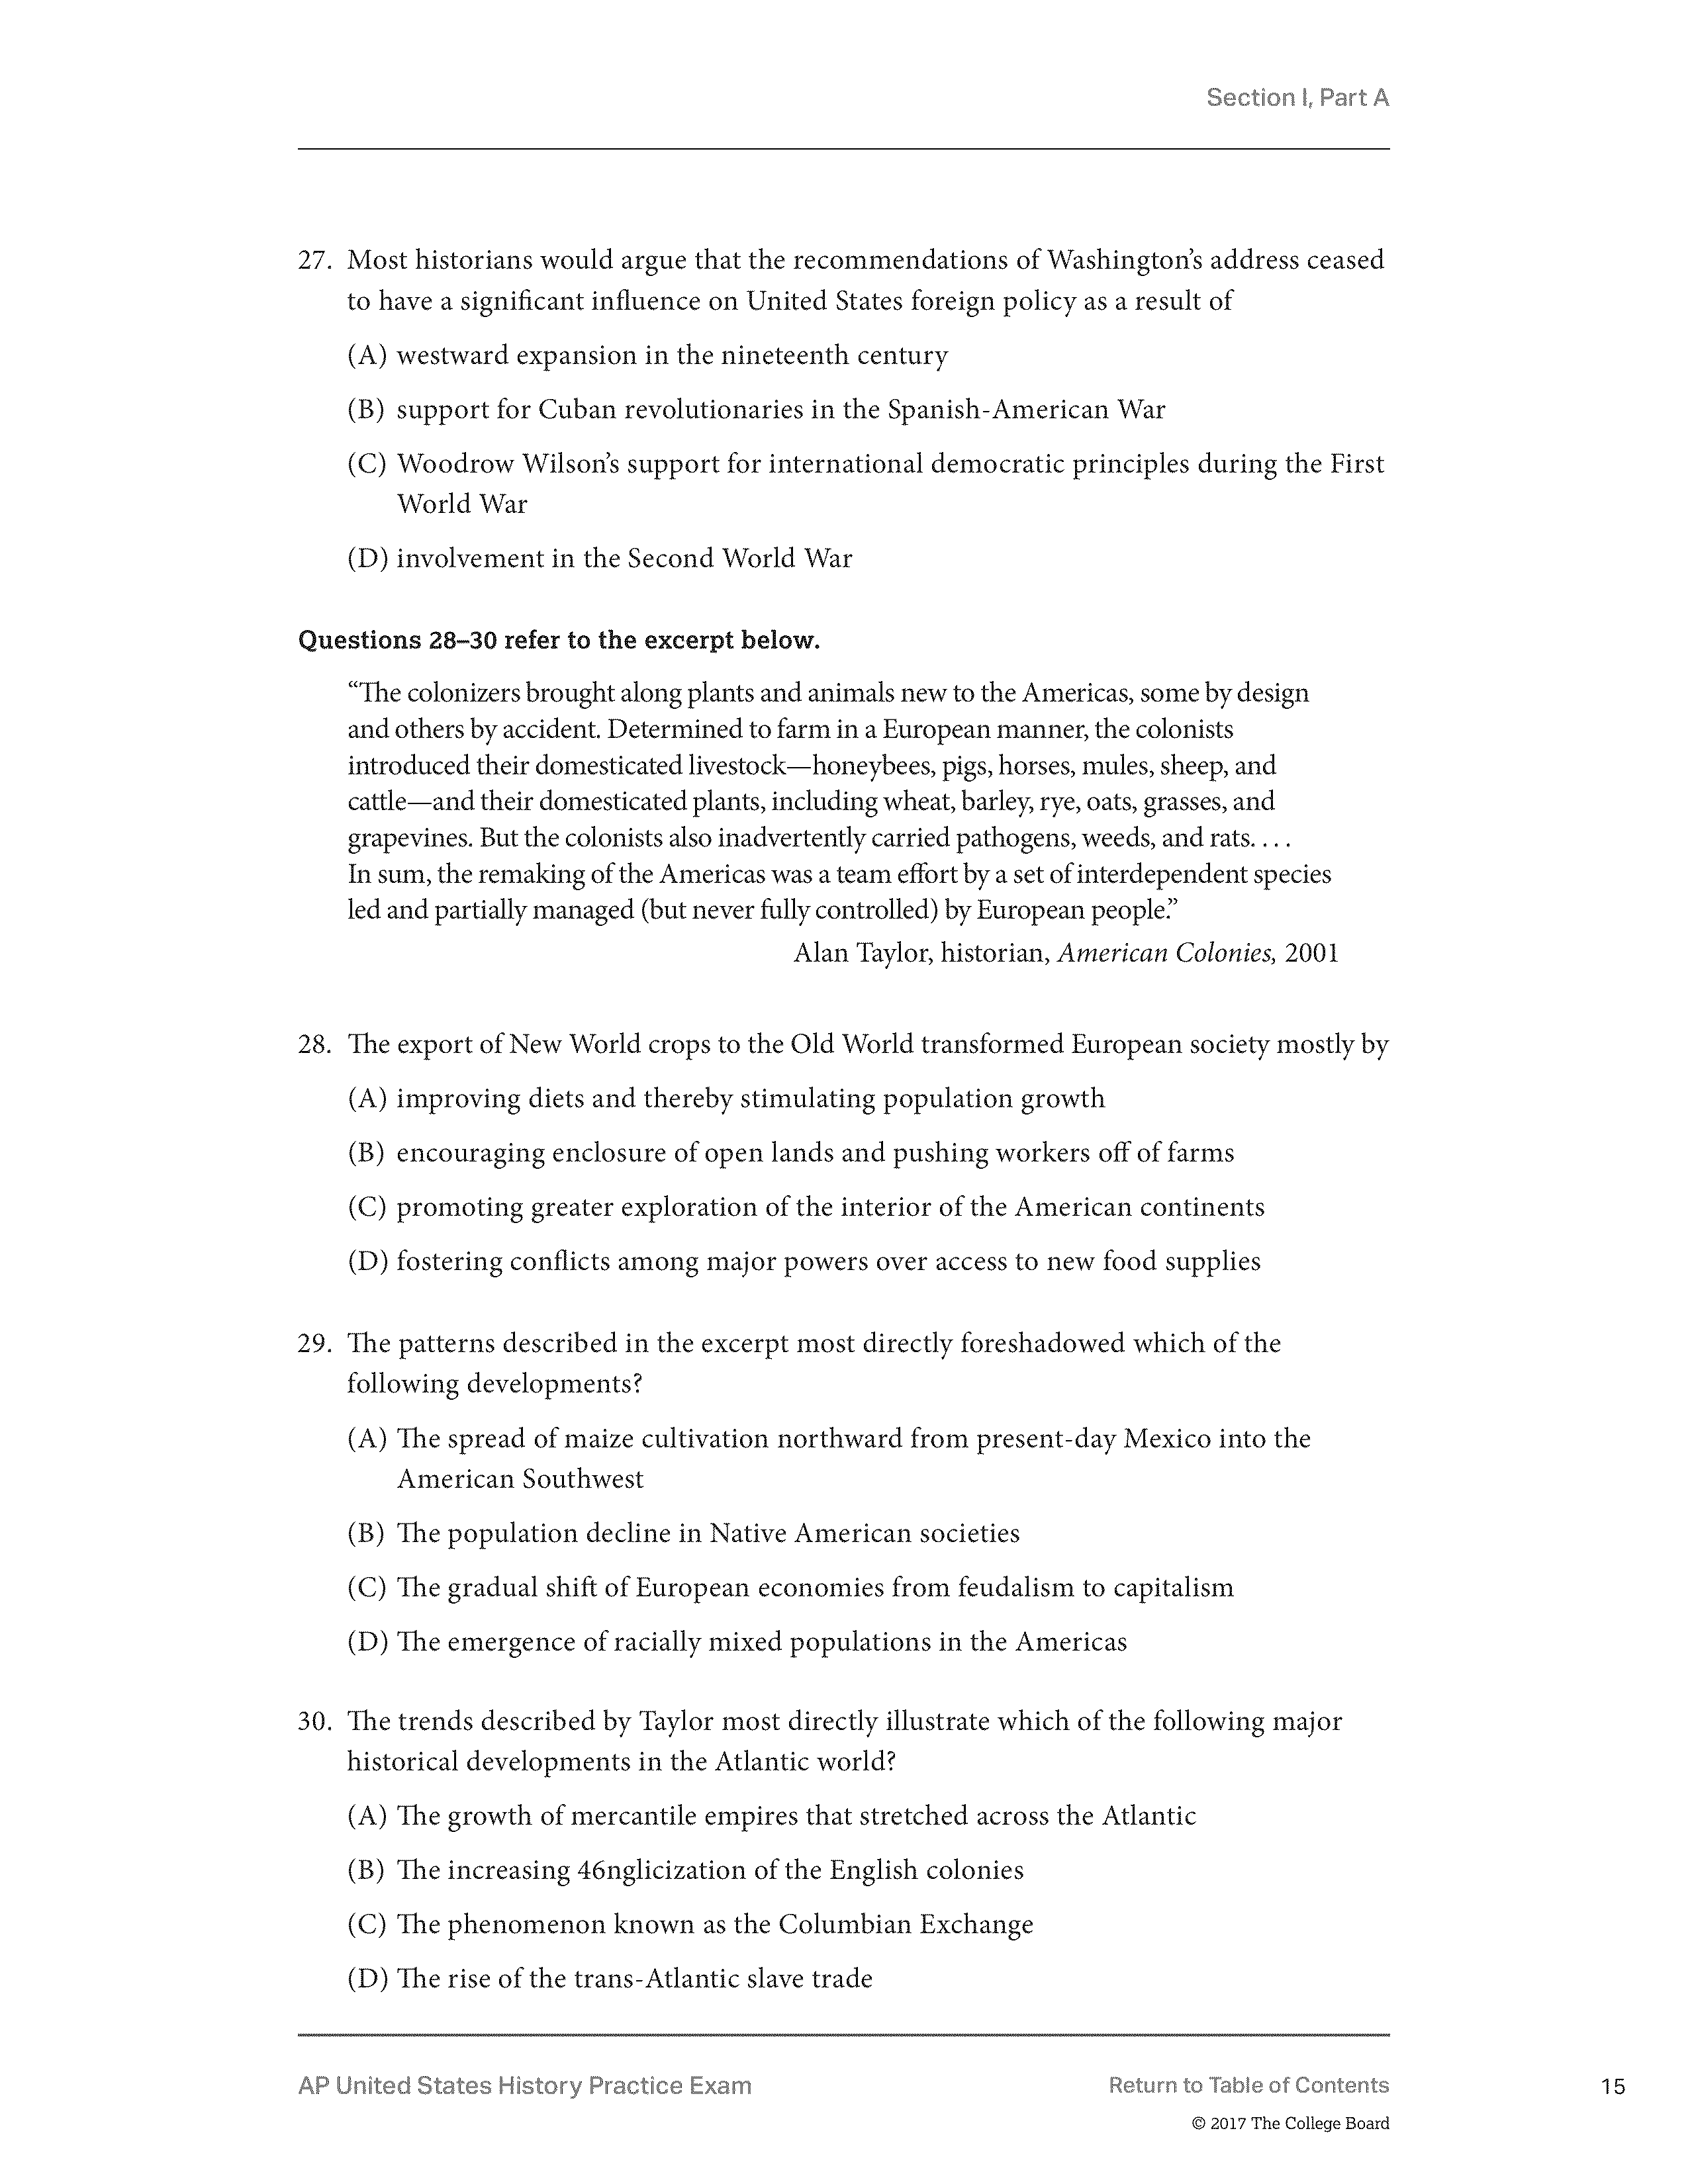 Section I, Part A
27. Most historians would argue that the recommendations of Washington’s address ceased
to have a significant influence on United States foreign policy as a result of
(A) westward expansion in the nineteenth century
(B) support for Cuban revolutionaries in the Spanish-American War
(C) Woodrow Wilson’s support for international democratic principles during the First
World War
(D) involvement in the Second World War
Questions 28–30 refer to the excerpt below.
“The colonizers brought along plants and animals new to the Americas, some by design
and others by accident. Determined to farm in a European manner, the colonists
introduced their domesticated livestock—honeybees, pigs, horses, mules, sheep, and
cattle—and their domesticated plants, including wheat, barley, rye, oats, grasses, and
grapevines. But the colonists also inadvertently carried pathogens, weeds, and rats. . . .
In sum, the remaking of the Americas was a team effort by a set of interdependent species
led and partially managed (but never fully controlled) by European people.”
Alan Taylor, historian, American Colonies, 2001
28. The export of New World crops to the Old World transformed European society mostly by
(A) improving diets and thereby stimulating population growth
(B) encouraging enclosure of open lands and pushing workers off of farms
(C) promoting greater exploration of the interior of the American continents
(D) fostering conflicts among major powers over access to new food supplies
29. The patterns described in the excerpt most directly foreshadowed which of the
following developments?
(A) The spread of maize cultivation northward from present-day Mexico into the
American Southwest
(B) The population decline in Native American societies
(C) The gradual shift of European economies from feudalism to capitalism
(D) The emergence of racially mixed populations in the Americas
30. The trends described by Taylor most directly illustrate which of the following major
historical developments in the Atlantic world?
(A) The growth of mercantile empires that stretched across the Atlantic
(B) The increasing 46nglicization of the English colonies
(C) The phenomenon known as the Columbian Exchange
(D) The rise of the trans-Atlantic slave trade
AP United States History Practice Exam
Return to Table of Contents
15
© 2017 The College Board